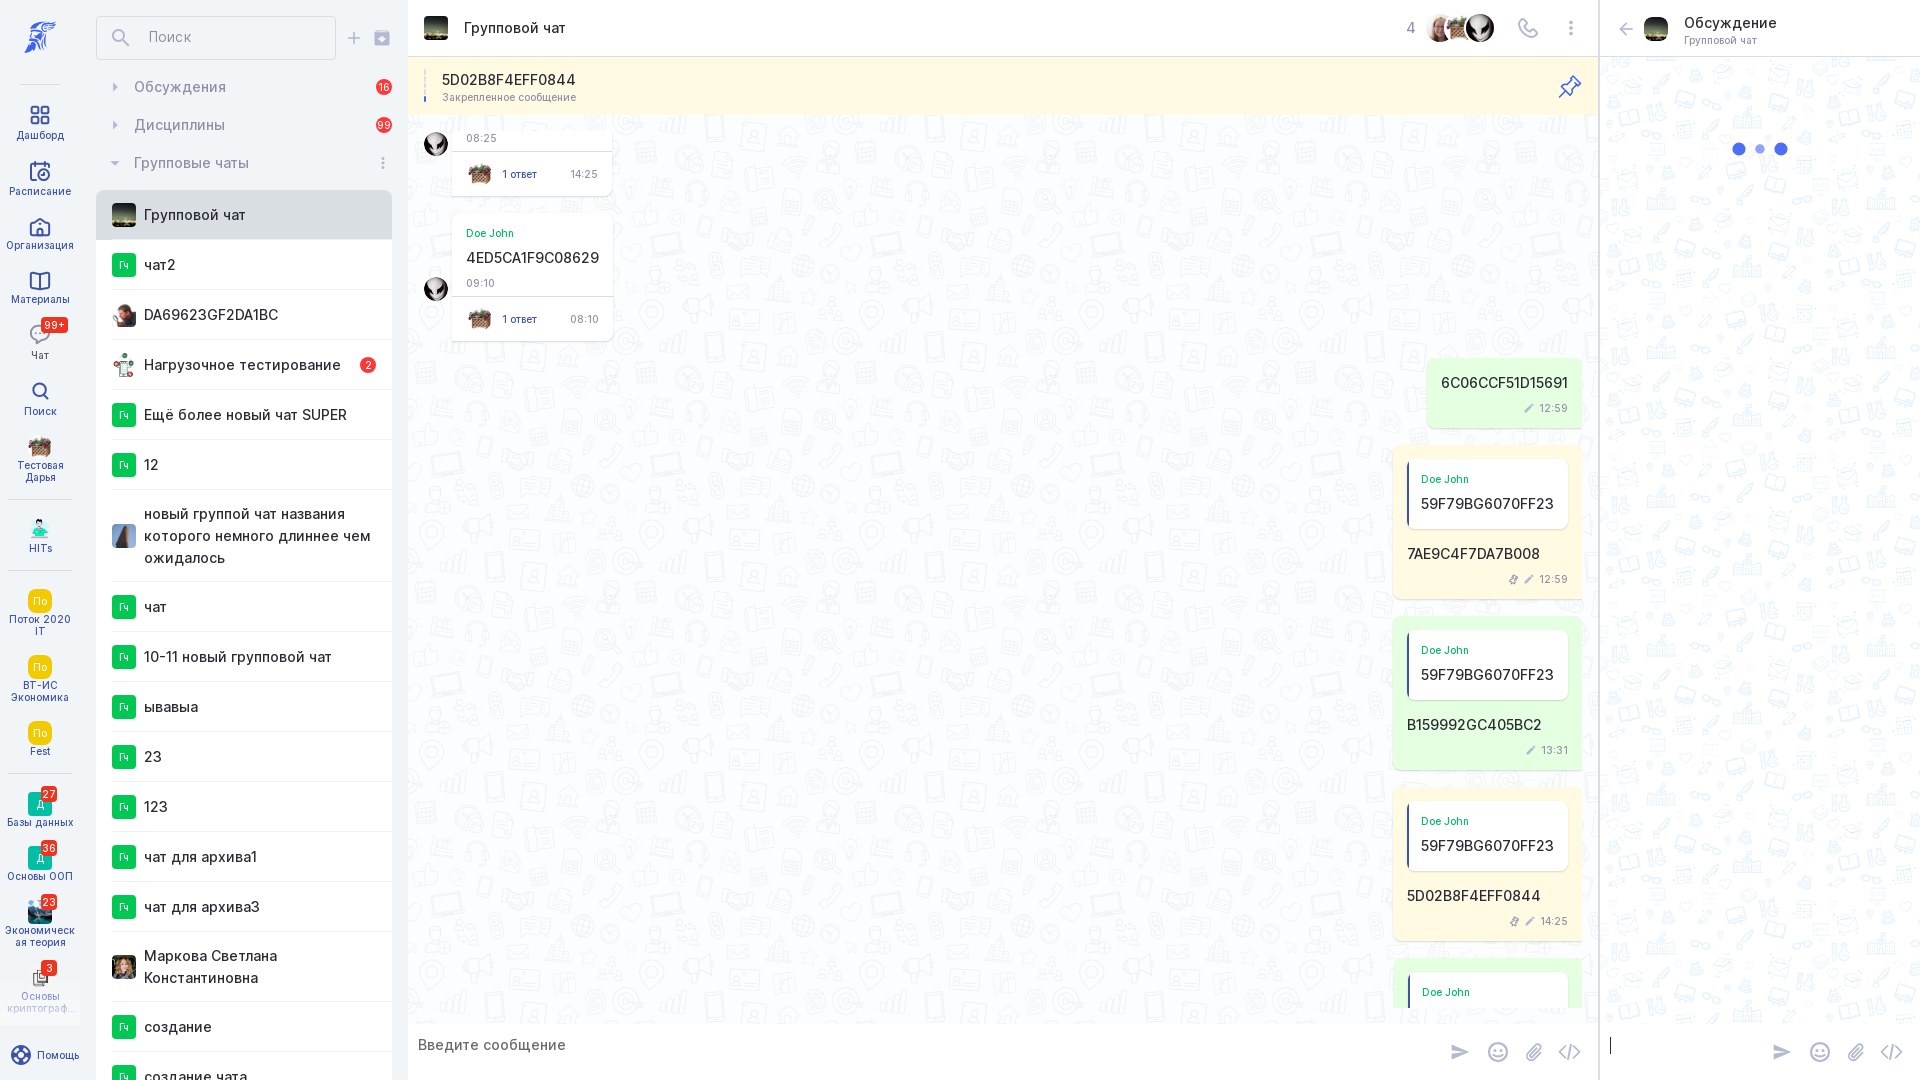 Дашборд
Расписание
Организация
Материалы
99+
Чат
Поиск
Тестовая
Дарья
HITs
По
Поток 2020
IT
По
ВТ-ИС
Экономика
По
Fest
27
Д
Базы данных
36
Д
Основы ООП
23
Экономическ
ая теория
3
Основы
криптограф...
Помощь
Поиск
Обсуждения
16
Дисциплины
99
Групповые чаты
Групповой чат
Гч
чат2
DA69623GF2DA1BC
Нагрузочное тестирование
2
Гч
Ещё более новый чат SUPER
Гч
12
новый группой чат названия
которого немного длиннее чем
ожидалось
Гч
чат
Гч
10-11 новый групповой чат
Гч
ывавыа
Гч
23
Гч
123
Гч
чат для архива1
Гч
чат для архива3
Маркова Светлана
Константиновна
Гч
создание
Гч
создание чата
Групповой чат
4
5D02B8F4EFF0844
Закрепленное сообщение
08:25
1 ответ
14:25
Doe John
4ED5CA1F9C08629
09:10
1 ответ
08:10
6C06CCF51D15691
12:59
Doe John
59F79BG6070FF23
7AE9C4F7DA7B008
12:59
Doe John
59F79BG6070FF23
B159992GC405BC2
13:31
Doe John
59F79BG6070FF23
5D02B8F4EFF0844
14:25
Doe John
Введите сообщение
Обсуждение
Групповой чат